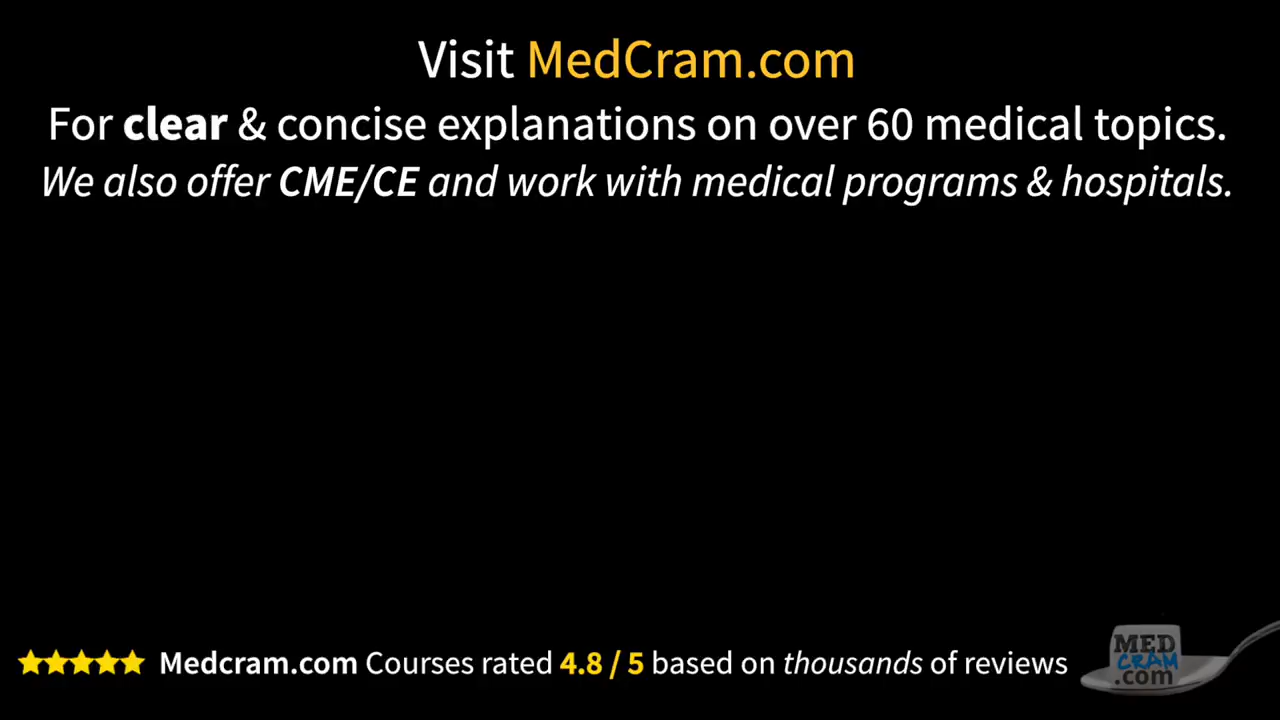 Visit MedCram.com
For clear & concise explanations on over 60 medical topics.
We also offer CME/CE and work with medical programs & hospitals.
Medcram.com Courses rated 4.8 / 5 based on thousands of reviews
MED
CRAM
.com